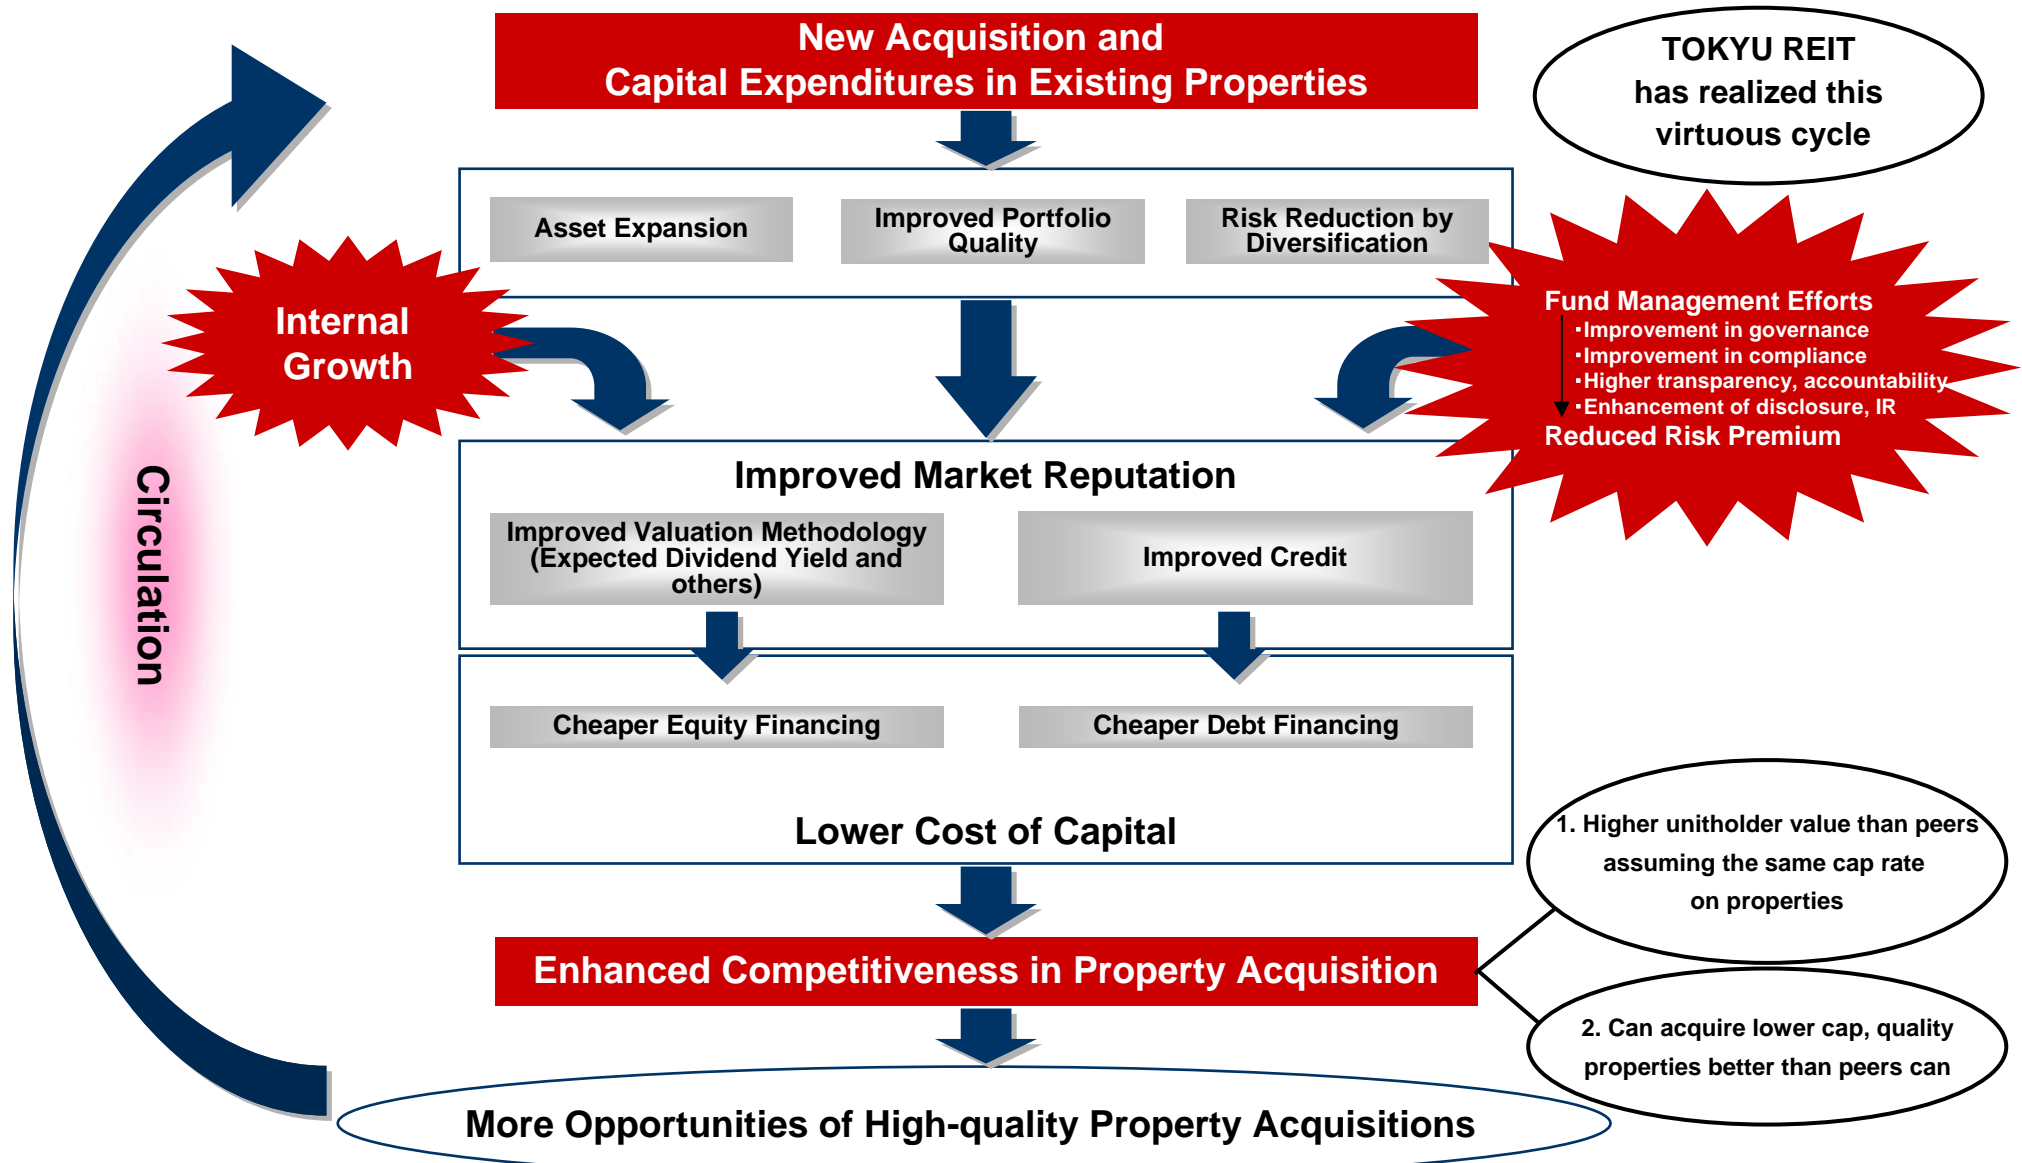 New Acquisition and
Capital Expenditures in Existing Properties
TOKYU REIT
has realized this
virtuous cycle
Asset Expansion
Improved Portfolio
Quality
Risk Reduction by
Diversification
Internal
Growth
Fund Management Efforts
・Improvement in governance
・Improvement in compliance
・Higher transparency, accountability
・Enhancement of disclosure, IR
Reduced Risk Premium
Circulation
Improved Market Reputation
Improved Valuation Methodology
(Expected Dividend Yield and
others)
Improved Credit
Cheaper Equity Financing
Cheaper Debt Financing
Lower Cost of Capital
1. Higher unitholder value than peers
assuming the same cap rate
on properties
Enhanced Competitiveness in Property Acquisition
2. Can acquire lower cap, quality
properties better than peers can
More Opportunities of High-quality Property Acquisitions